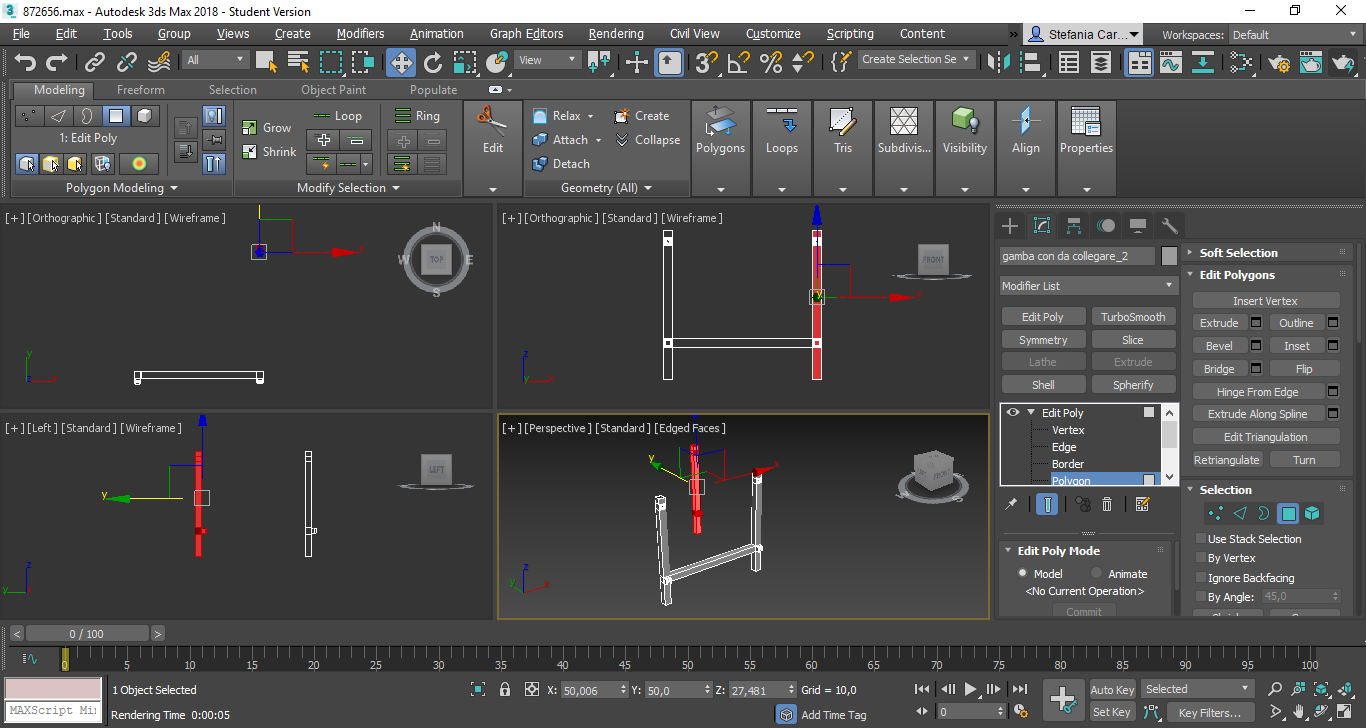 872656.max - Autodesk 3ds Max 2018 - Student Version
File Edit Tools Group Views Create Modifiers Animation Graph Editors Rendering Civil View Customize Scripting Content » Stefania Car... Workspaces: Default
All View Create Selection Se
Modeling Freeform Selection Object Paint Populate
1: Edit Poly
Polygon Modeling
Grow
Shrink
Loop
Ring
Modify Selection
Edit
Relax Create
Attach Collapse
Detach
Geometry (All)
Polygons Loops Tris Subdivis... Visibility Align Properties
[+] [Orthographic] [Standard] [Wireframe]
N
W TOP E
S
y
z x
x
[+] [Orthographic] [Standard] [Wireframe]
FRONT
y
x
z
y x
[+] [Left] [Standard] [Wireframe]
LEFT
y
z
y
[+] [Perspective] [Standard] [Edged Faces]
FRONT
y
x
z
y x
gamba con da collegare_2
Modifier List
Edit Poly TurboSmooth
Symmetry Slice
Lathe Extrude
Shell Spherify
Edit Poly
Vertex
Edge
Border
Polygon
Edit Poly Mode
Model Animate
<No Current Operation>
Commit
Soft Selection
Edit Polygons
Insert Vertex
Extrude Outline
Bevel Inset
Bridge Flip
Hinge From Edge
Extrude Along Spline
Edit Triangulation
Retriangulate Turn
Selection
Use Stack Selection
By Vertex
Ignore Backfacing
By Angle: 45,0
< 0 / 100 >
0 5 10 15 20 25 30 35 40 45 50 55 60 65 70 75 80 85 90 95 100
1 Object Selected
X: 50,006 Y: 50,0 Z: 27,481 Grid = 10,0
Auto Key Selected
MAXScript Mi
Rendering Time 0:00:05
Add Time Tag
0
Set Key Key Filters...